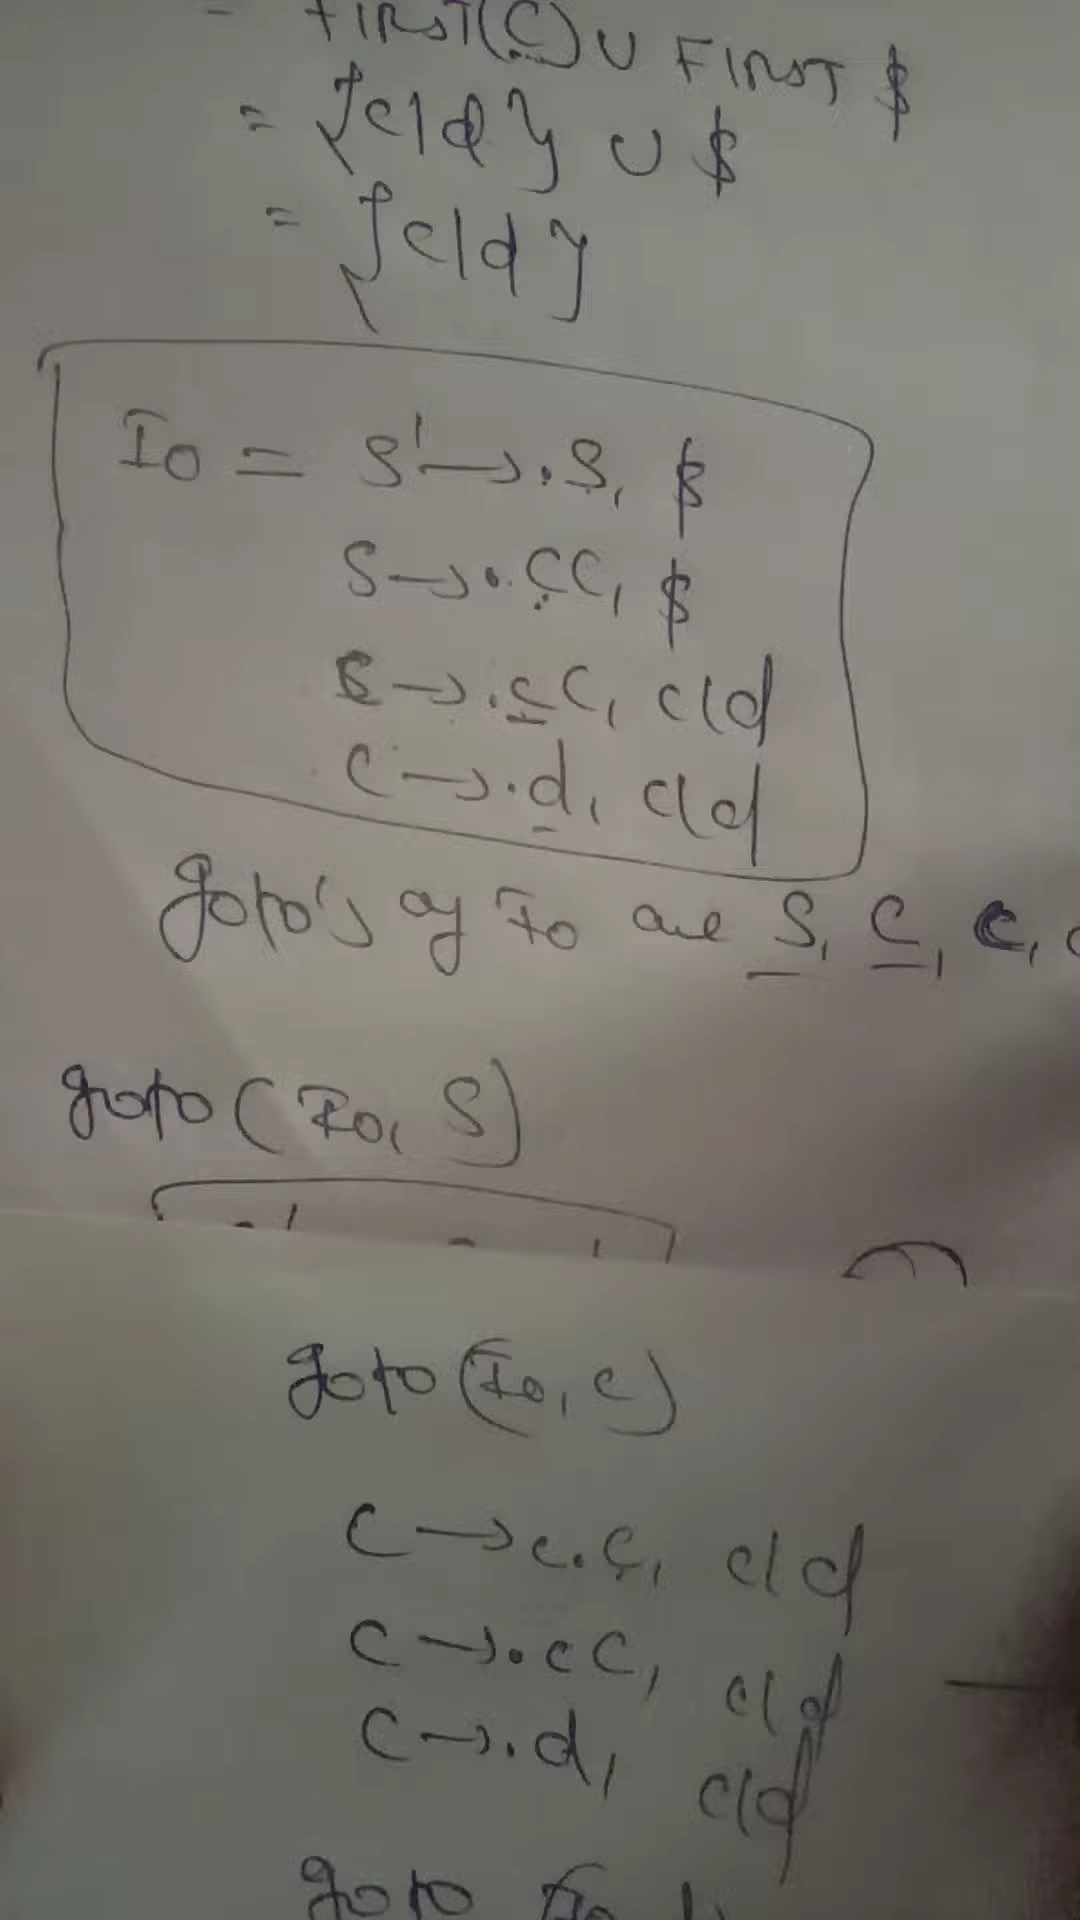 = FIRST(C) ∪ FIRST $
= {c|d} ∪ $
= {c|d}
I0 = S' → .S, $
S → .CC, $
C → .cC, c|d
C → .d, c|d
goto's of I0 are S, C, c,
goto (I0, S)
goto (I0, c)
C → c.C, c|d
C → .cC, c|d
C → .d, c|d
goto